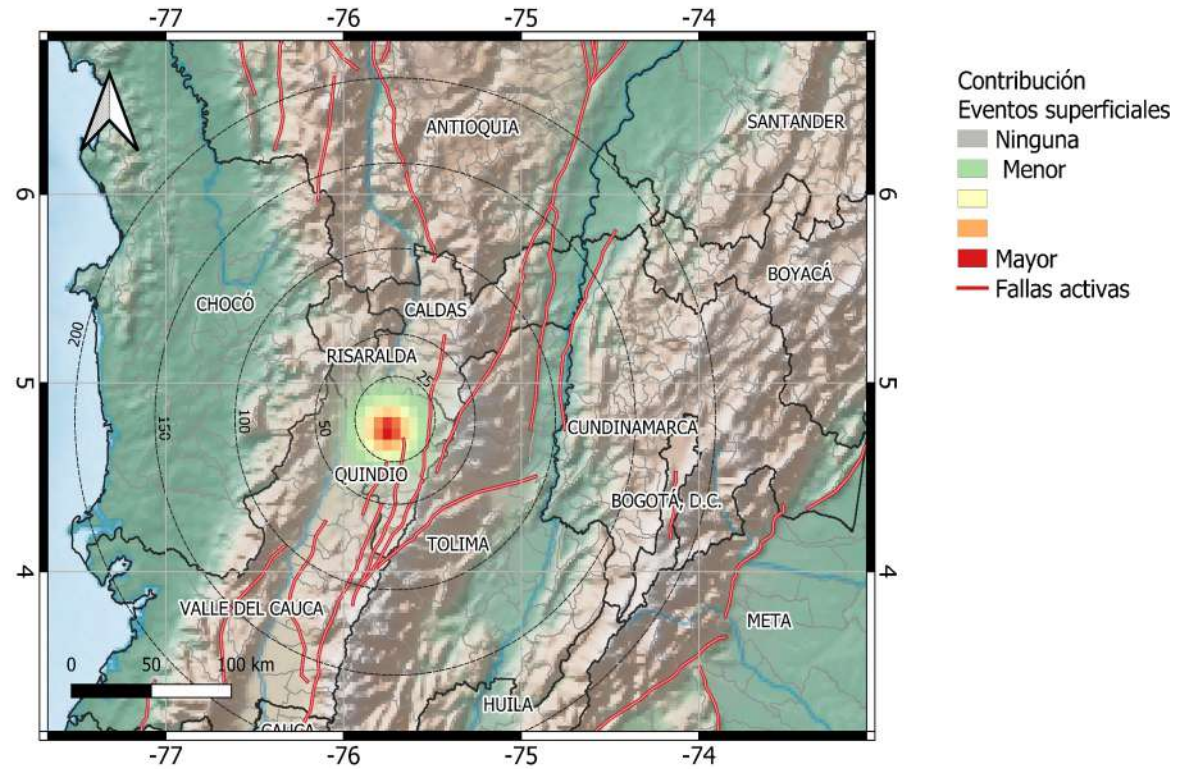 -77 -76 -75 -74
ANTIOQUIA
SANTANDER
6 6
BOYACÁ
CHOCÓ
CALDAS
200
RISARALDA
5 25 5
150 100 50
CUNDINAMARCA
QUINDIO
BOGOTÁ, D.C.
TOLIMA
4 4
VALLE DEL CAUCA
META
0 50 100 km
HUILA
CAUCA
-77 -76 -75 -74
Contribución
Eventos superficiales
Ninguna
Menor
Mayor
Fallas activas